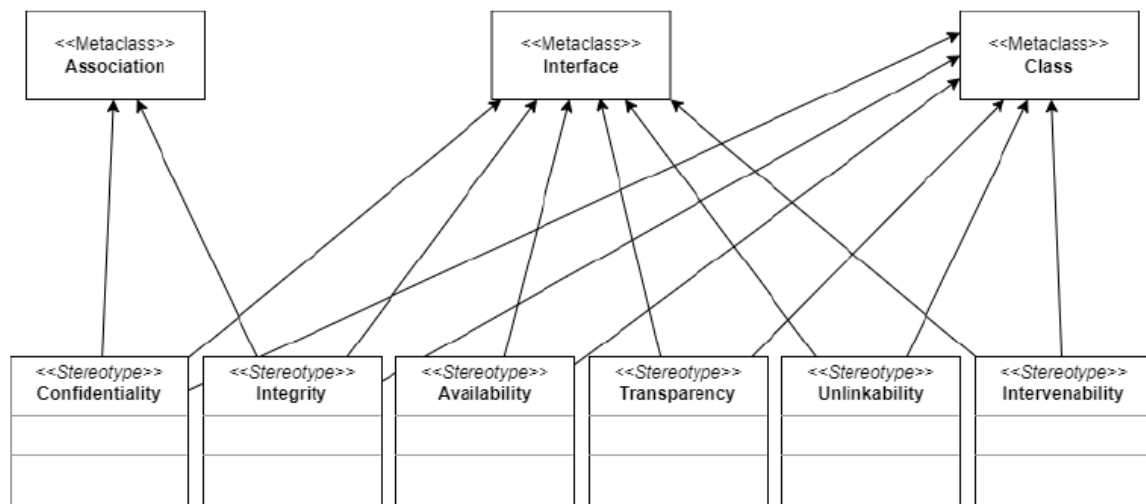 <<Metaclass>>
Association
<<Metaclass>>
Interface
<<Metaclass>>
Class
<<Stereotype>>
Confidentiality
<<Stereotype>>
Integrity
<<Stereotype>>
Availability
<<Stereotype>>
Transparency
<<Stereotype>>
Unlinkability
<<Stereotype>>
Intervenability